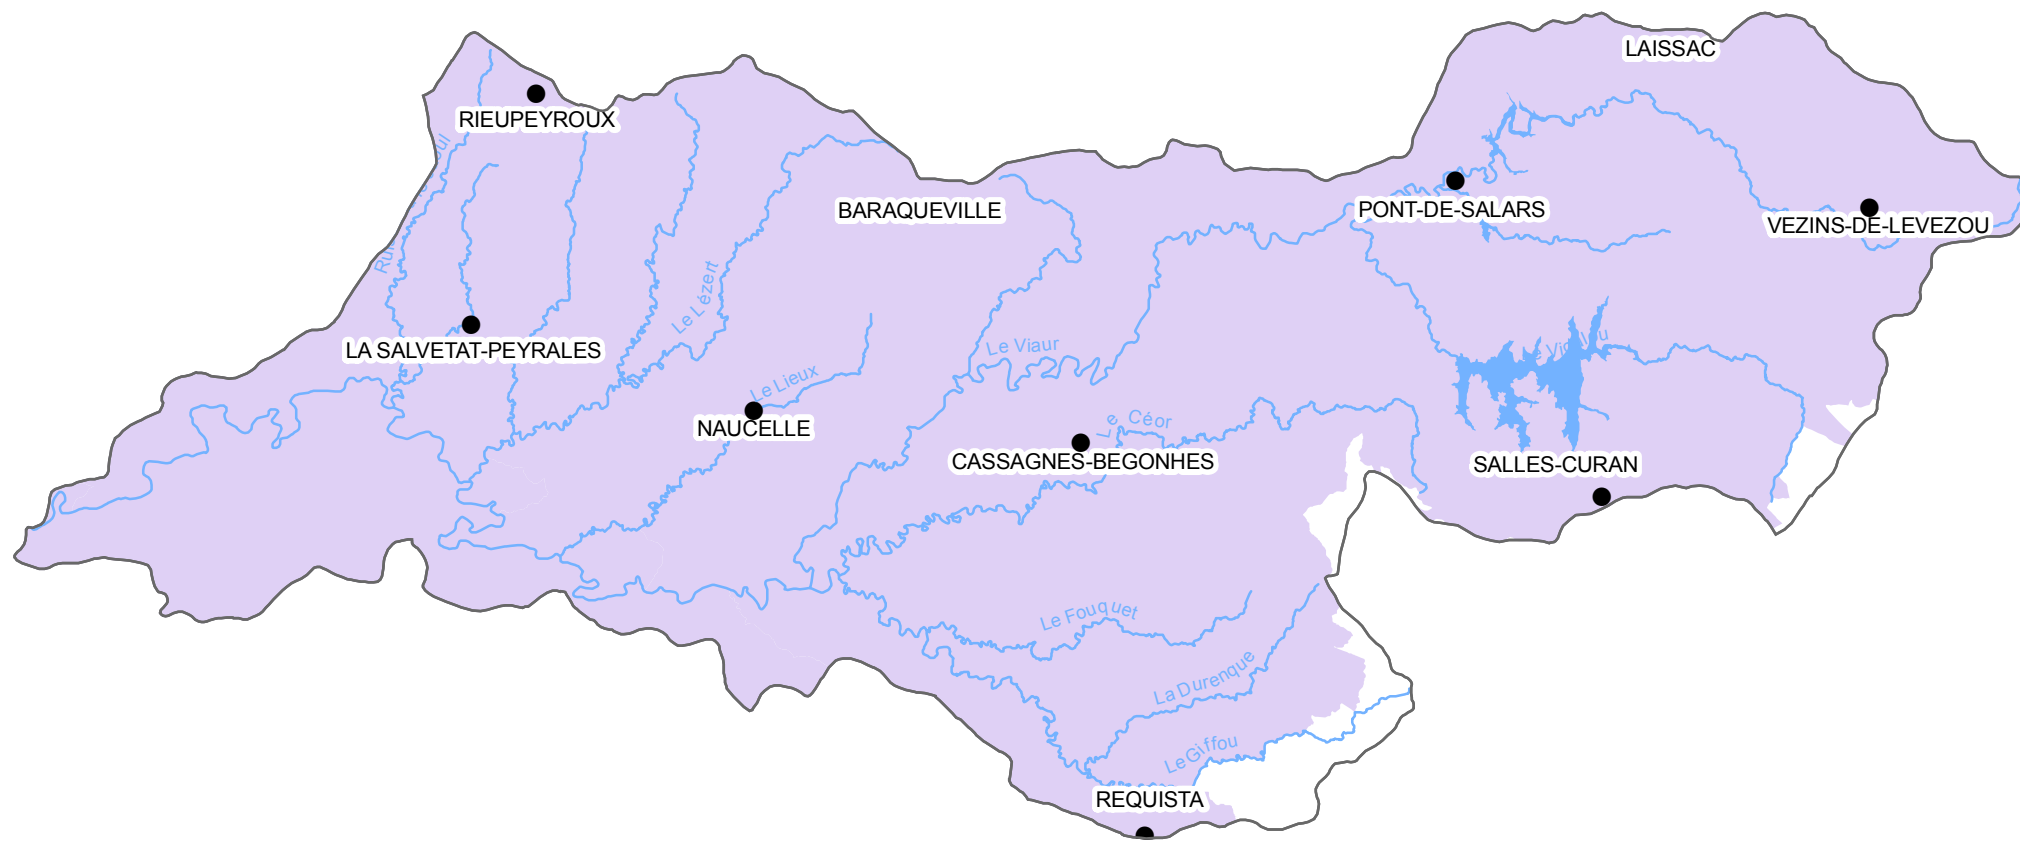 LAISSAC
RIEUPEYROUX
BARAQUEVILLE
PONT-DE-SALARS
VEZINS-DE-LEVEZOU
Le Lézert
LA SALVETAT-PEYRALES
Le Viaur
Le Lieux
NAUCELLE
Le Céor
CASSAGNES-BEGONHES
SALLES-CURAN
Le Fouquet
La Durenque
Le Giffou
REQUISTA